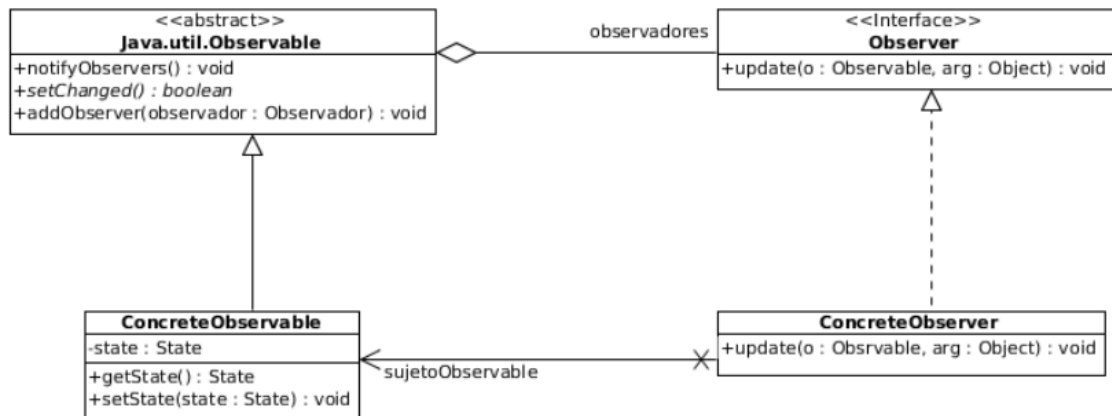 <<abstract>>
Java.util.Observable
+notifyObservers() : void
+setChanged() : boolean
+addObserver(observador : Observador) : void
observadores
<<Interface>>
Observer
+update(o : Observable, arg : Object) : void
ConcreteObservable
-state : State
+getState() : State
+setState(state : State) : void
sujetoObservable
ConcreteObserver
+update(o : Obsrvable, arg : Object) : void